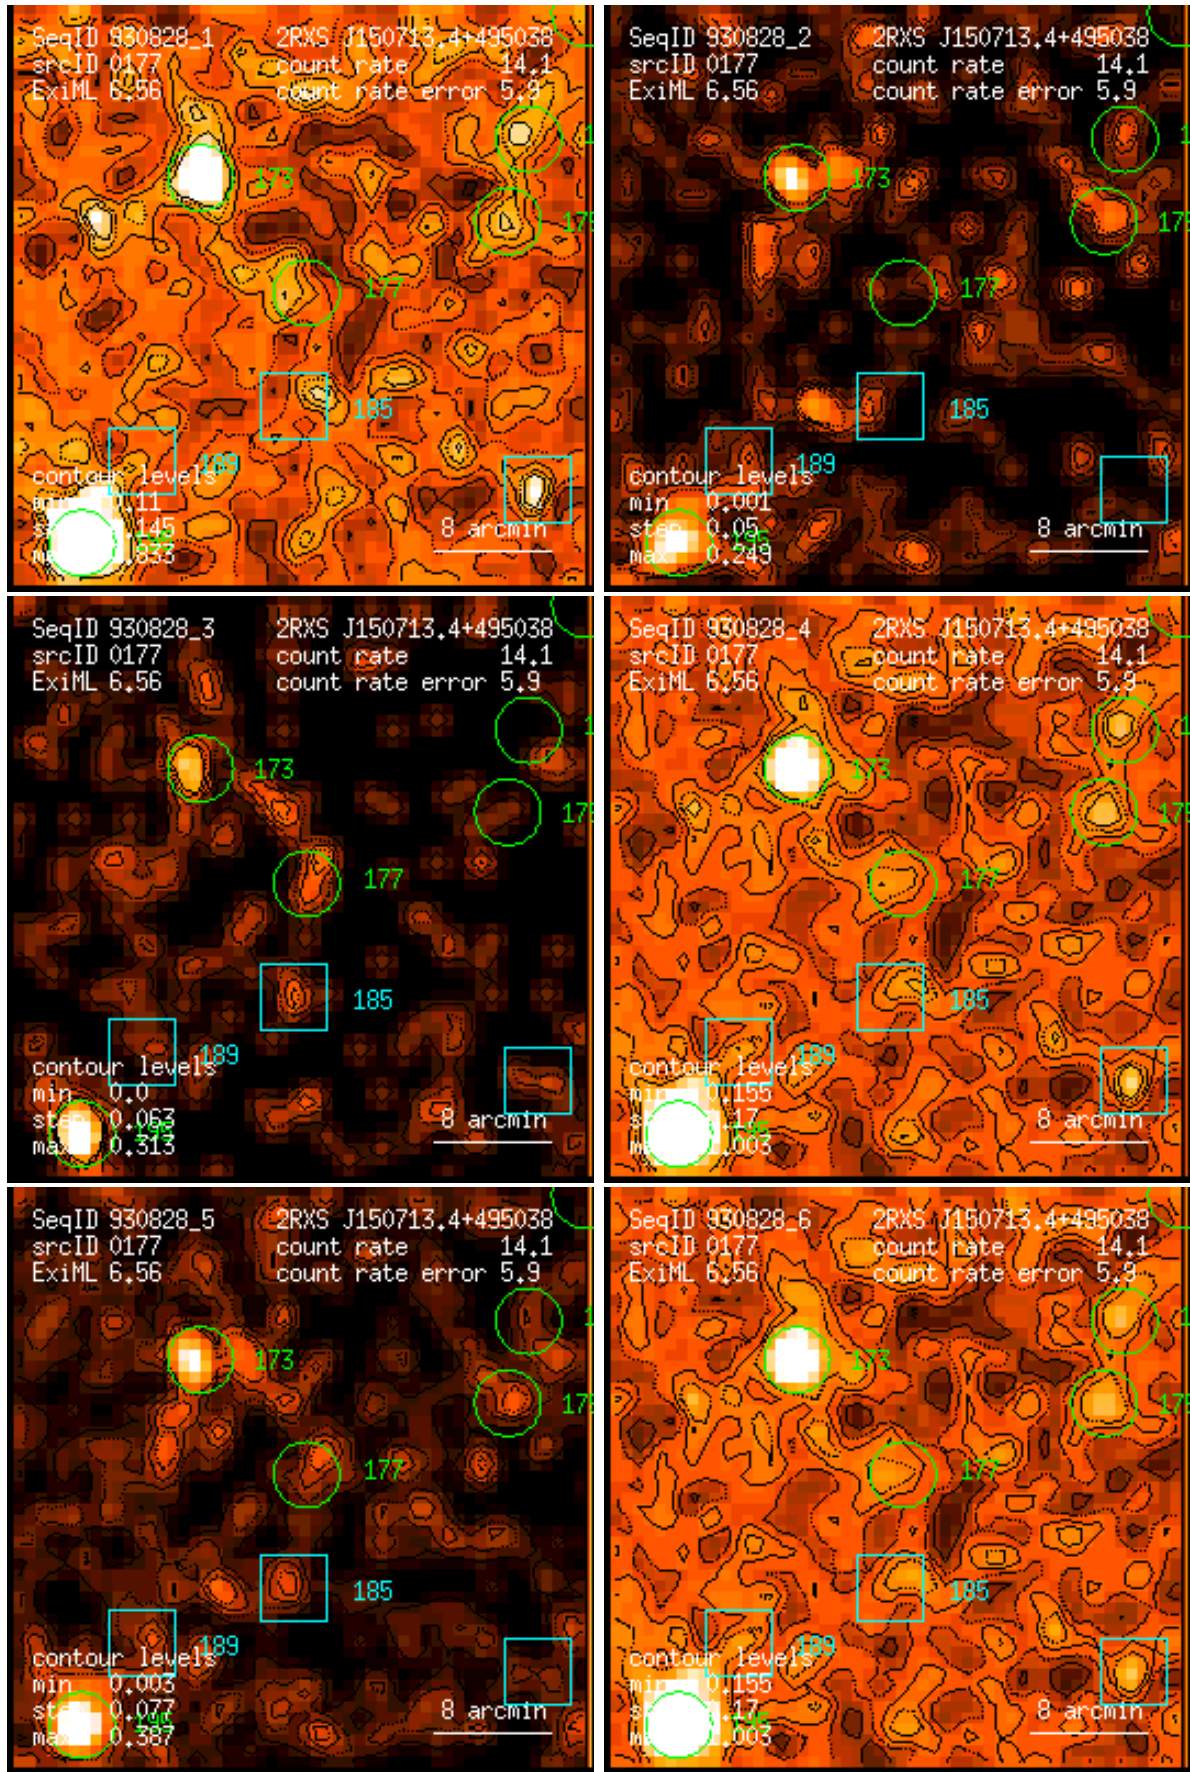 SeqID 930828_1 2RXS J150713.4+495038
srcID 0177 count rate 14.1
ExiML 6.56 count rate error 5.9
173
177
185
189
contour levels
min
8 arcmin
SeqID 930828_2 2RXS J150713.4+495038
srcID 0177 count rate 14.1
ExiML 6.56 count rate error 5.9
173
177
185
189
contour levels
min 0.001
step 0.05
8 arcmin
max 0.249
SeqID 930828_3 2RXS J150713.4+495038
srcID 0177 count rate 14.1
ExiML 6.56 count rate error 5.9
173
177
185
189
contour levels
min 0.0
step 0.063
8 arcmin
max 0.313
SeqID 930828_4 2RXS J150713.4+495038
srcID 0177 count rate 14.1
ExiML 6.56 count rate error 5.9
173
177
185
189
contour levels
min 0.155
8 arcmin
SeqID 930828_5 2RXS J150713.4+495038
srcID 0177 count rate 14.1
ExiML 6.56 count rate error 5.9
173
177
185
189
contour levels
min 0.003
step 0.077
8 arcmin
max 0.387
SeqID 930828_6 2RXS J150713.4+495038
srcID 0177 count rate 14.1
ExiML 6.56 count rate error 5.9
173
177
185
189
contour levels
min 0.155
8 arcmin